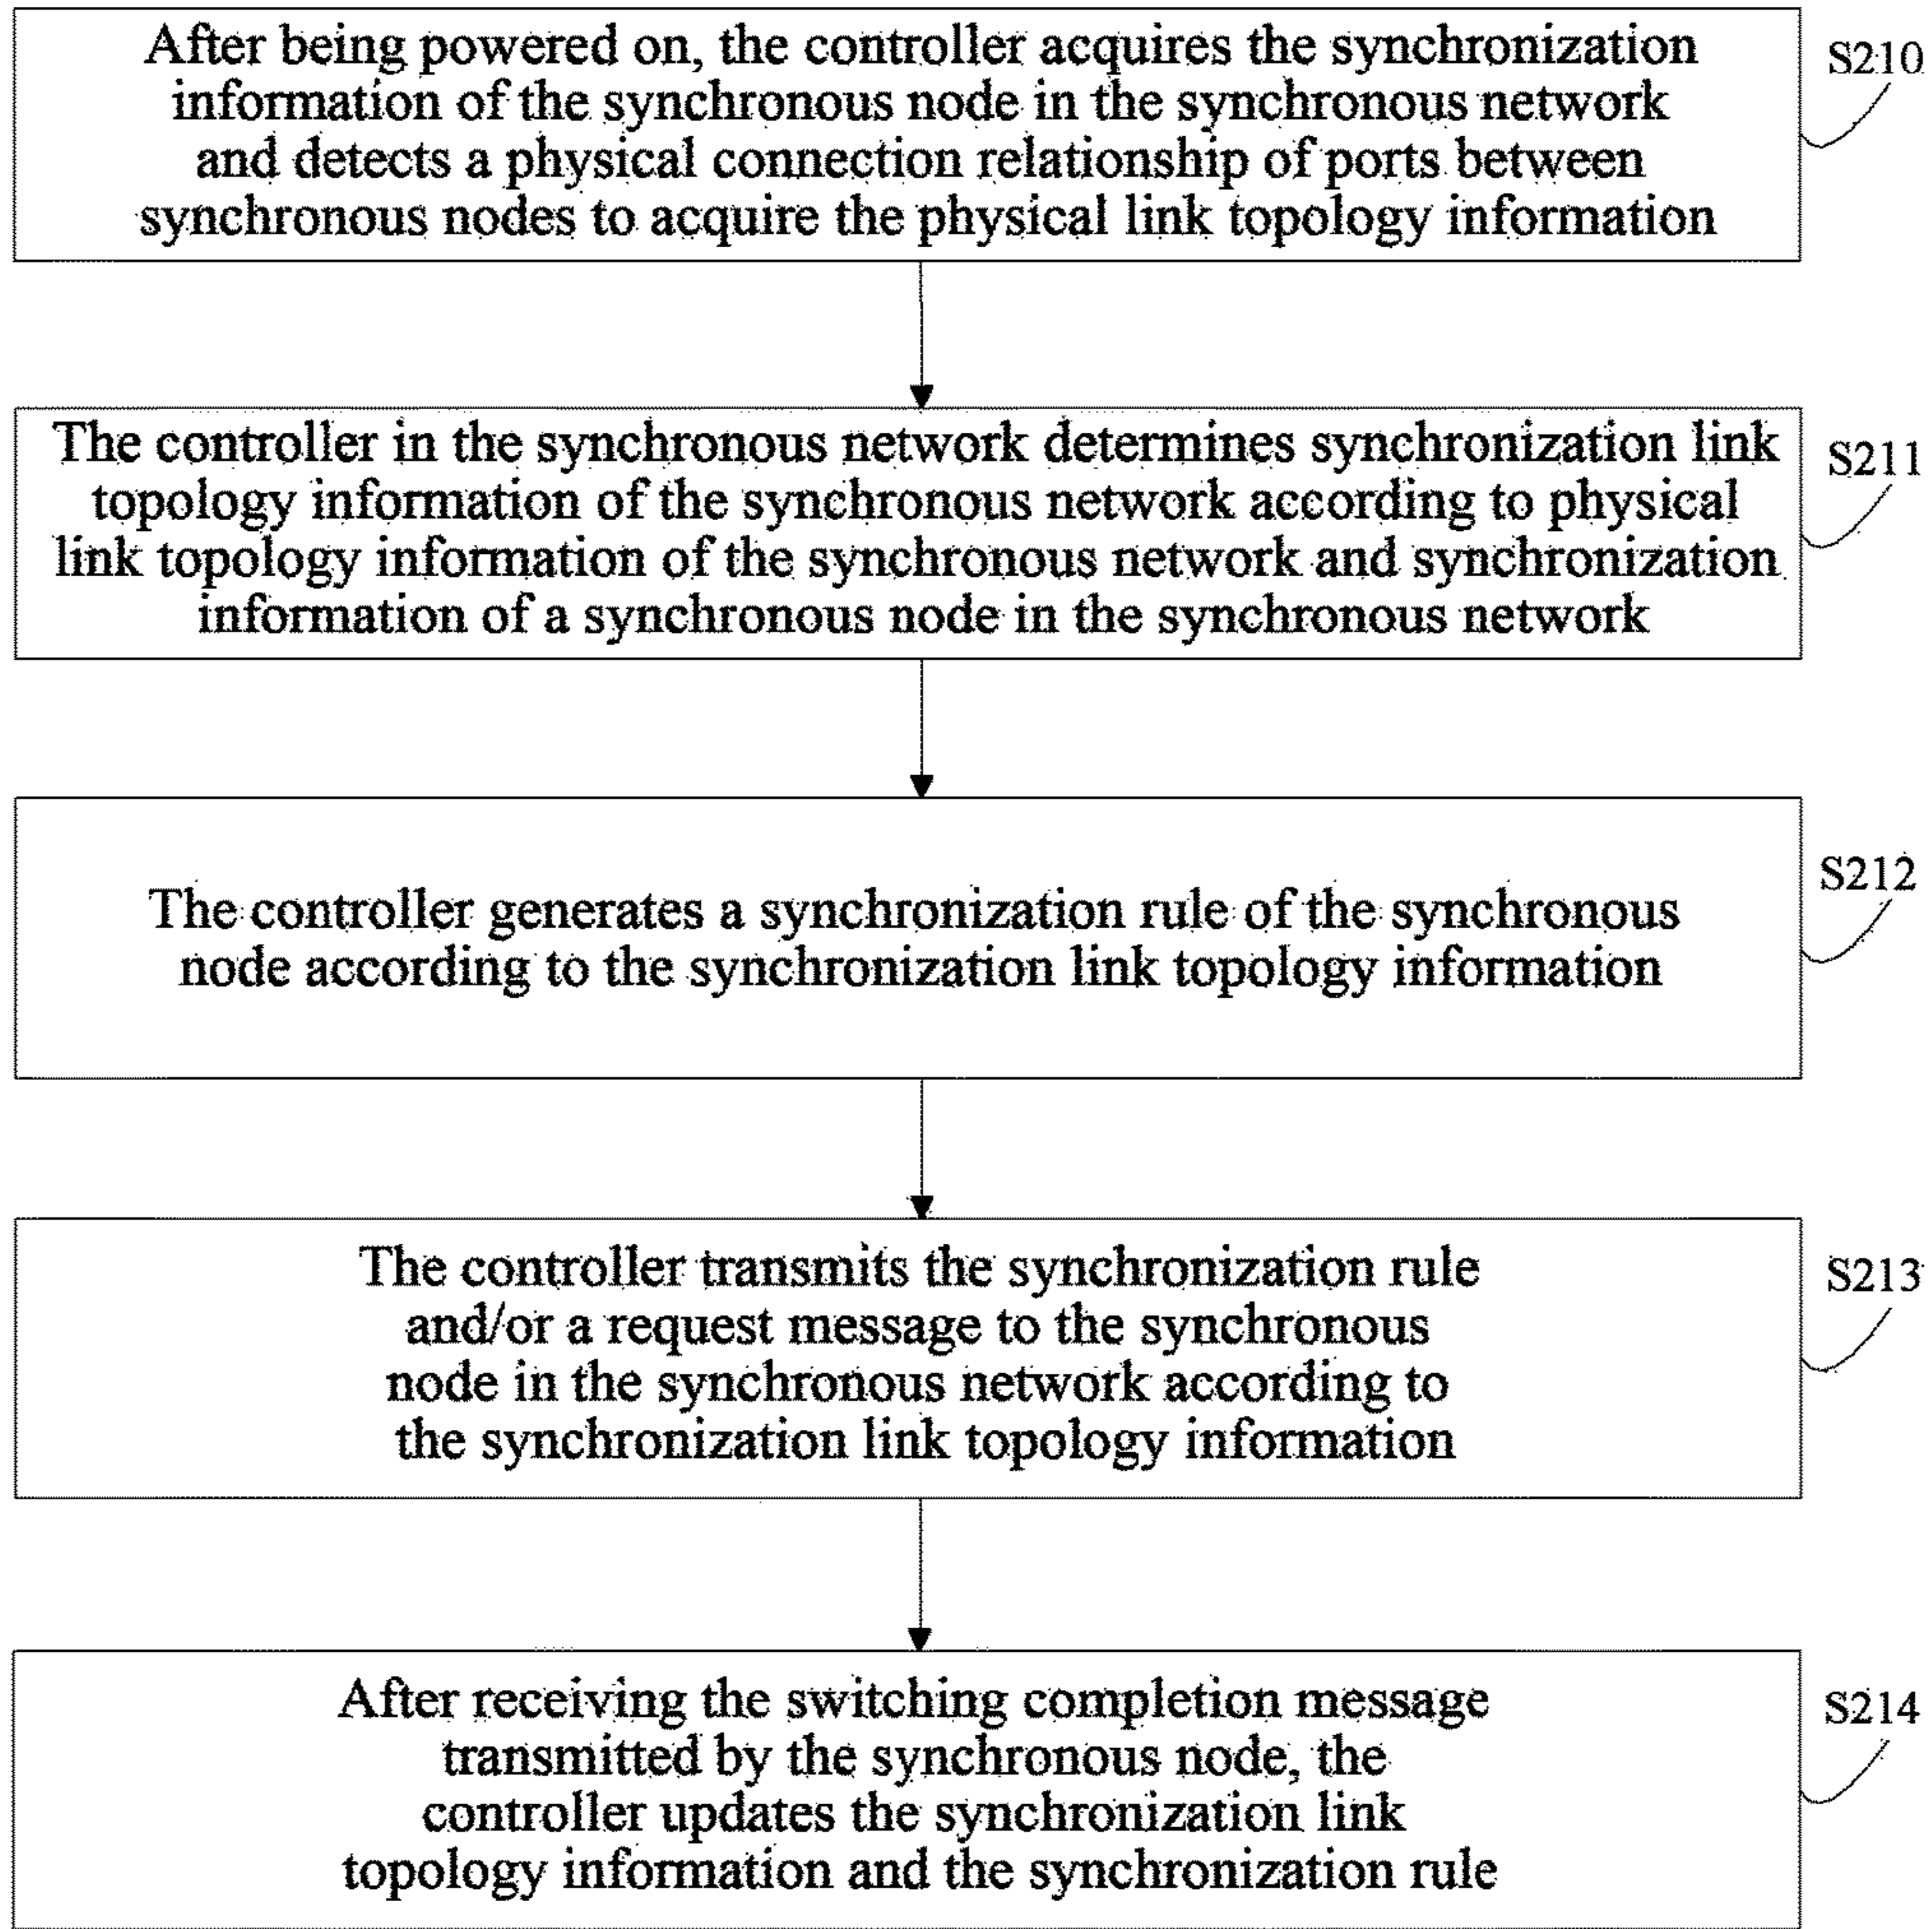 After being powered on, the controller acquires the synchronization
information of the synchronous node in the synchronous network
and detects a physical connection relationship of ports between
synchronous nodes to acquire the physical link topology information
S210
The controller in the synchronous network determines synchronization link
topology information of the synchronous network according to physical
link topology information of the synchronous network and synchronization
information of a synchronous node in the synchronous network
S211
The controller generates a synchronization rule of the synchronous
node according to the synchronization link topology information
S212
The controller transmits the synchronization rule
and/or a request message to the synchronous
node in the synchronous network according to
the synchronization link topology information
S213
After receiving the switching completion message
transmitted by the synchronous node, the
controller updates the synchronization link
topology information and the synchronization rule
S214